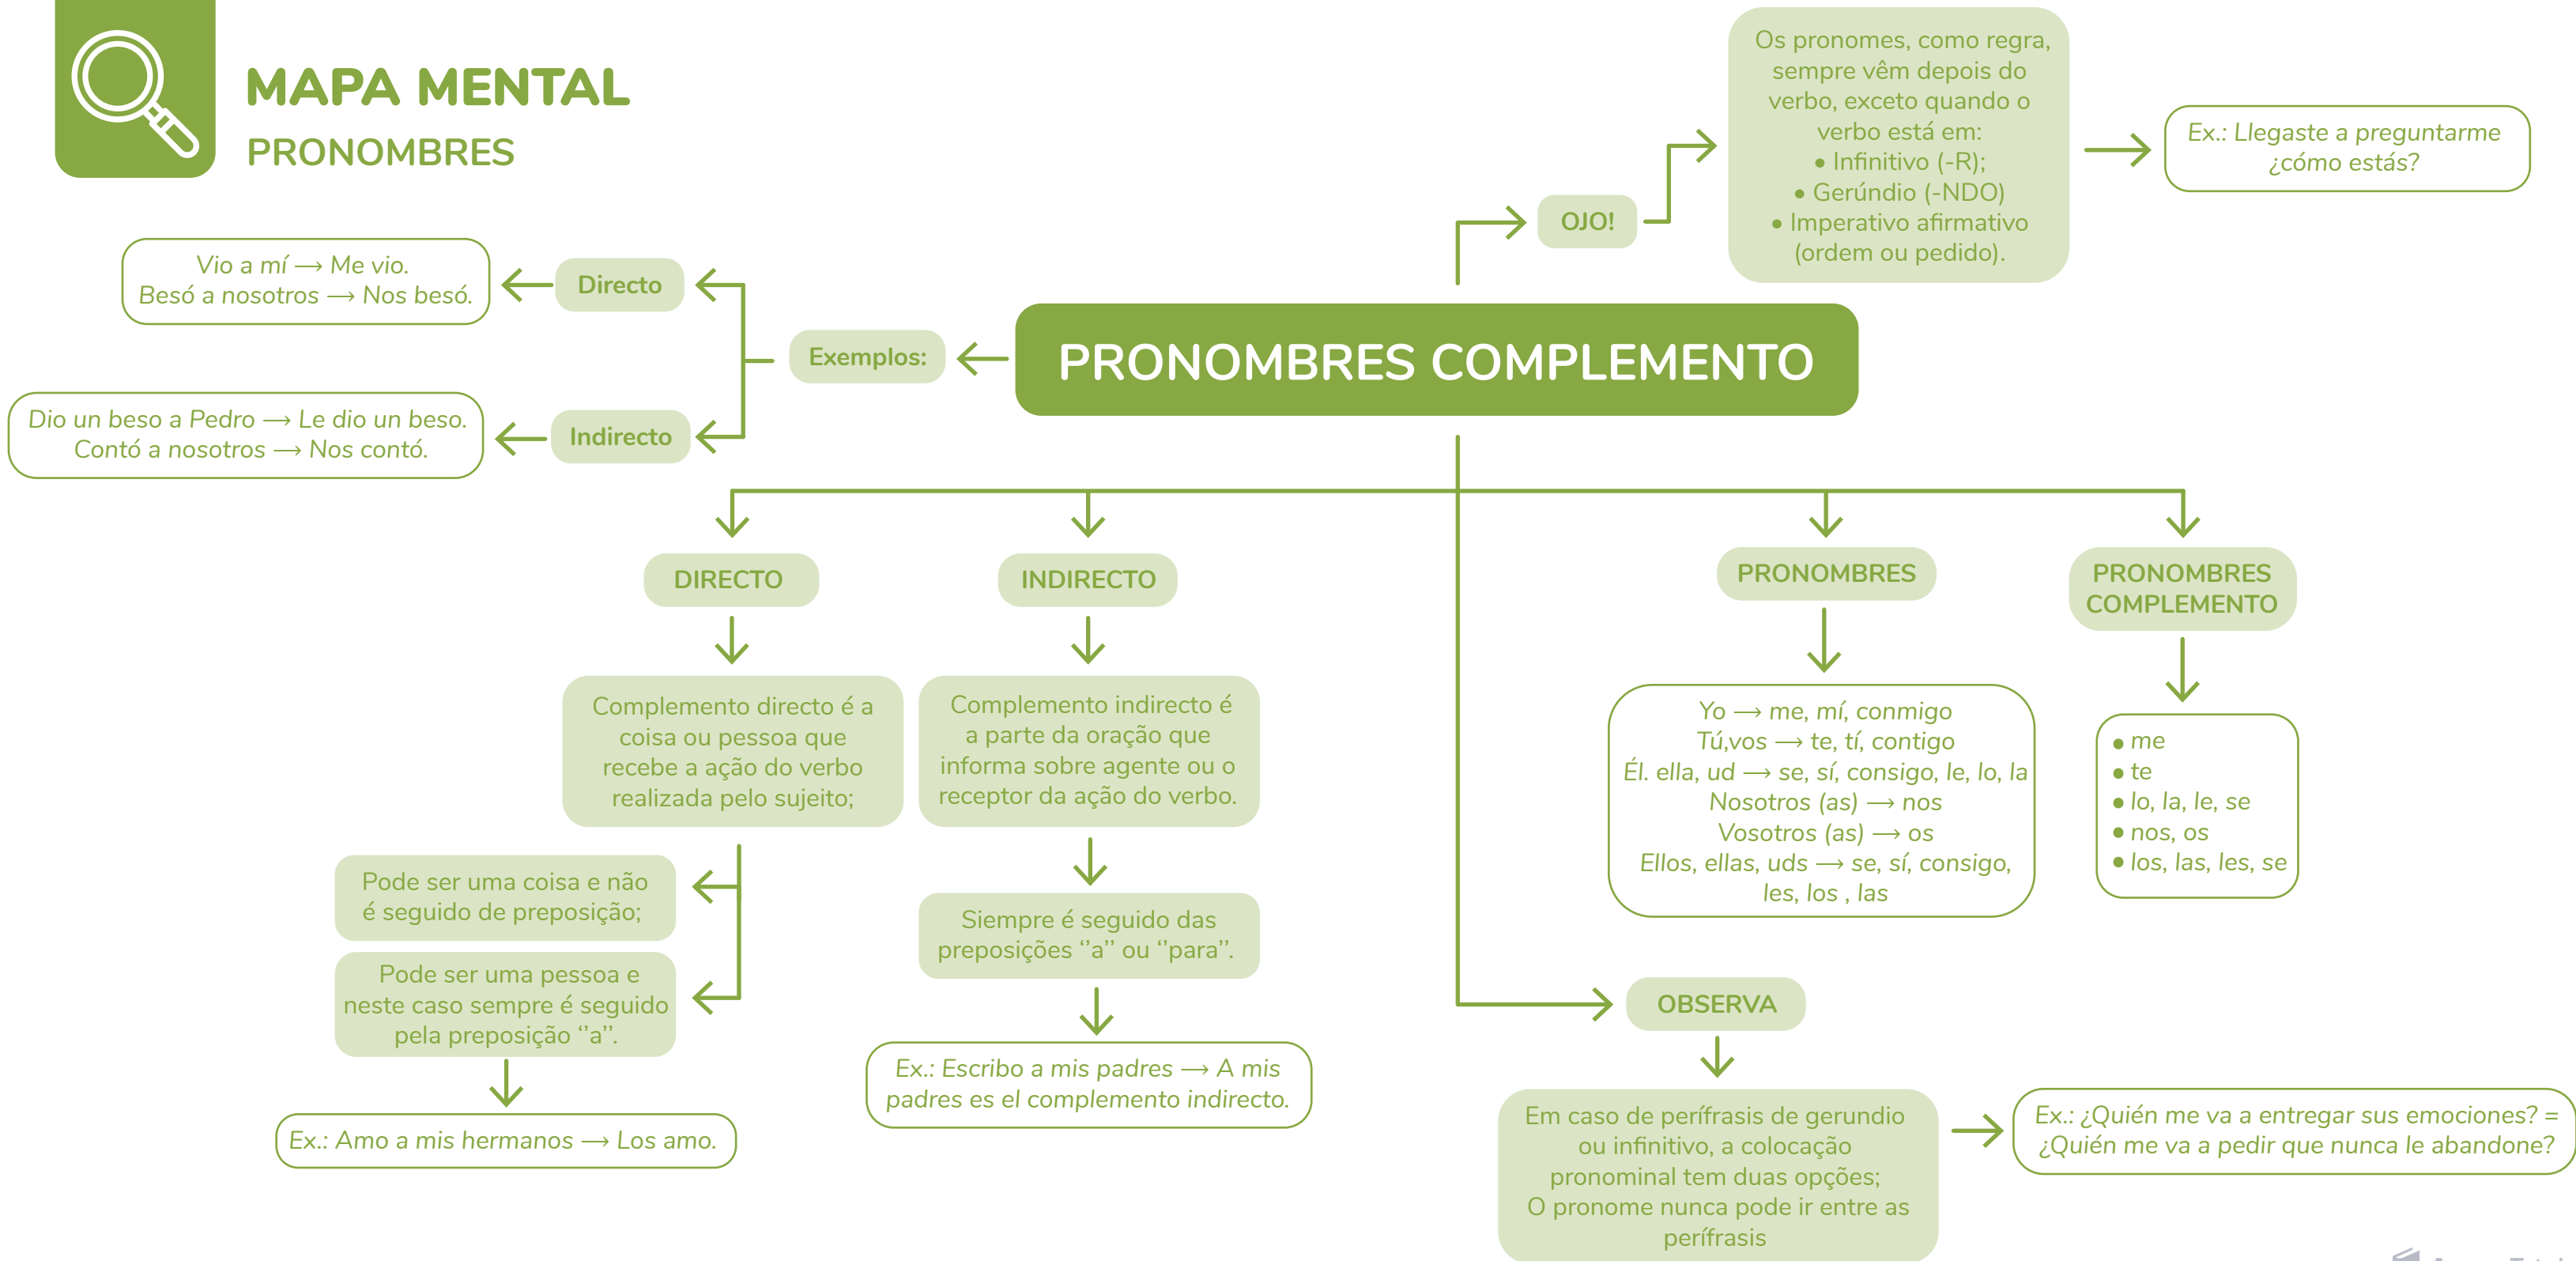 MAPA MENTAL
PRONOMBRES
Os pronomes, como regra,
sempre vêm depois do
verbo, exceto quando o
verbo está em:
• Infinitivo (-R);
• Gerúndio (-NDO)
• Imperativo afirmativo
(ordem ou pedido).
Ex.: Llegaste a preguntarme
¿cómo estás?
OJO!
Vio a mí → Me vio.
Besó a nosotros → Nos besó.
Directo
Exemplos:
PRONOMBRES COMPLEMENTO
Dio un beso a Pedro → Le dio un beso.
Contó a nosotros → Nos contó.
Indirecto
DIRECTO
Complemento directo é a
coisa ou pessoa que
recebe a ação do verbo
realizada pelo sujeito;
Pode ser uma coisa e não
é seguido de preposição;
Pode ser uma pessoa e
neste caso sempre é seguido
pela preposição ‘’a’’.
Ex.: Amo a mis hermanos → Los amo.
INDIRECTO
Complemento indirecto é
a parte da oração que
informa sobre agente ou o
receptor da ação do verbo.
Siempre é seguido das
preposições ‘’a’’ ou ‘’para’’.
Ex.: Escribo a mis padres → A mis
padres es el complemento indirecto.
PRONOMBRES
Yo → me, mí, conmigo
Tú,vos → te, tí, contigo
Él. ella, ud → se, sí, consigo, le, lo, la
Nosotros (as) → nos
Vosotros (as) → os
Ellos, ellas, uds → se, sí, consigo,
les, los , las
PRONOMBRES
COMPLEMENTO
• me
• te
• lo, la, le, se
• nos, os
• los, las, les, se
OBSERVA
Em caso de perífrasis de gerundio
ou infinitivo, a colocação
pronominal tem duas opções;
O pronome nunca pode ir entre as
perífrasis
Ex.: ¿Quién me va a entregar sus emociones? =
¿Quién me va a pedir que nunca le abandone?